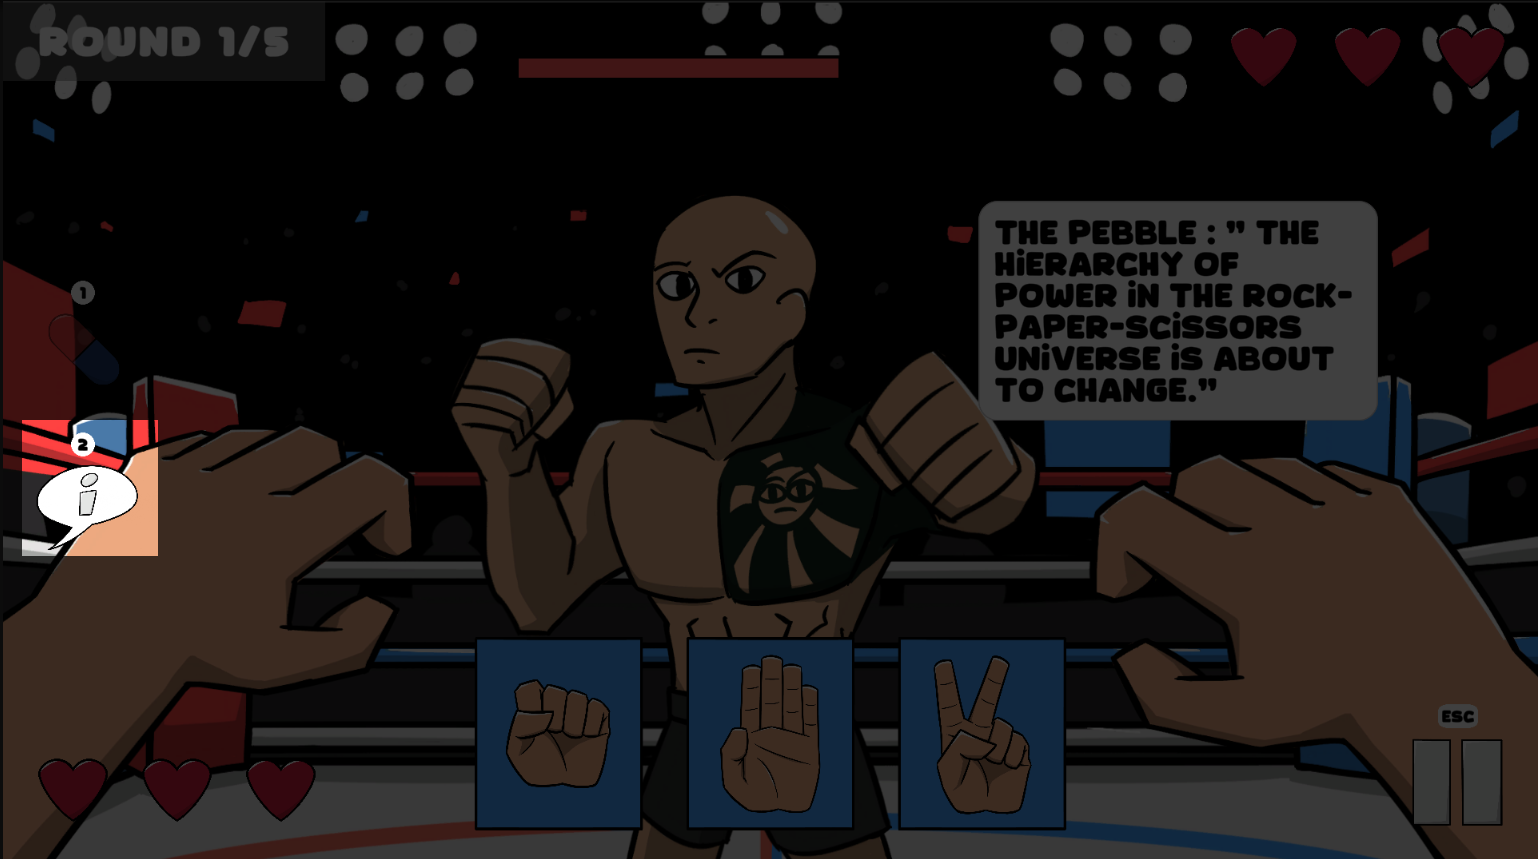 ROUND 1/5
THE PEBBLE : " THE
HiERARCHY OF
POWER iN THE ROCK-
PAPER-SCiSSORS
UNiVERSE iS ABOUT
TO CHANGE."
1
2
i
ESC